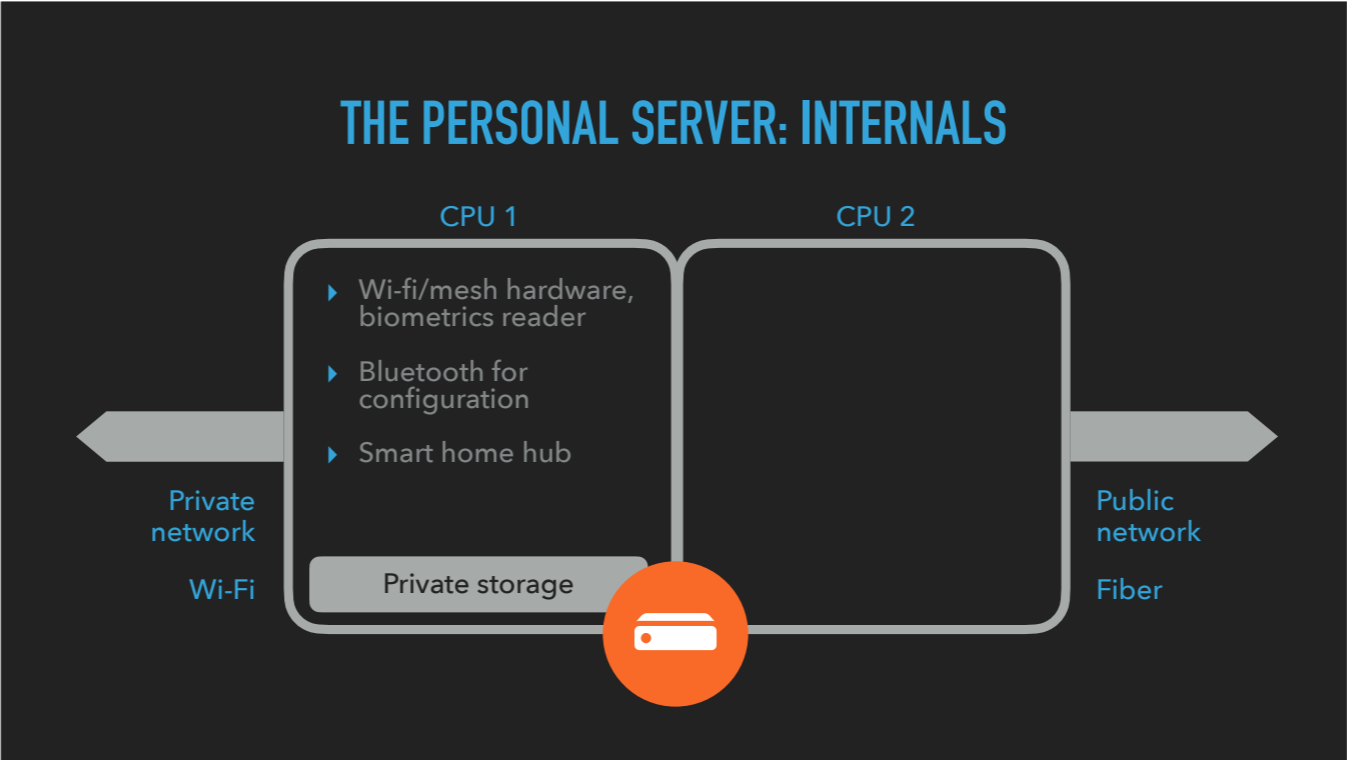 THE PERSONAL SERVER: INTERNALS
CPU 1
CPU 2
Wi-fi/mesh hardware,
biometrics reader
Bluetooth for
configuration
Smart home hub
Private storage
Private
network
Wi-Fi
Public
network
Fiber